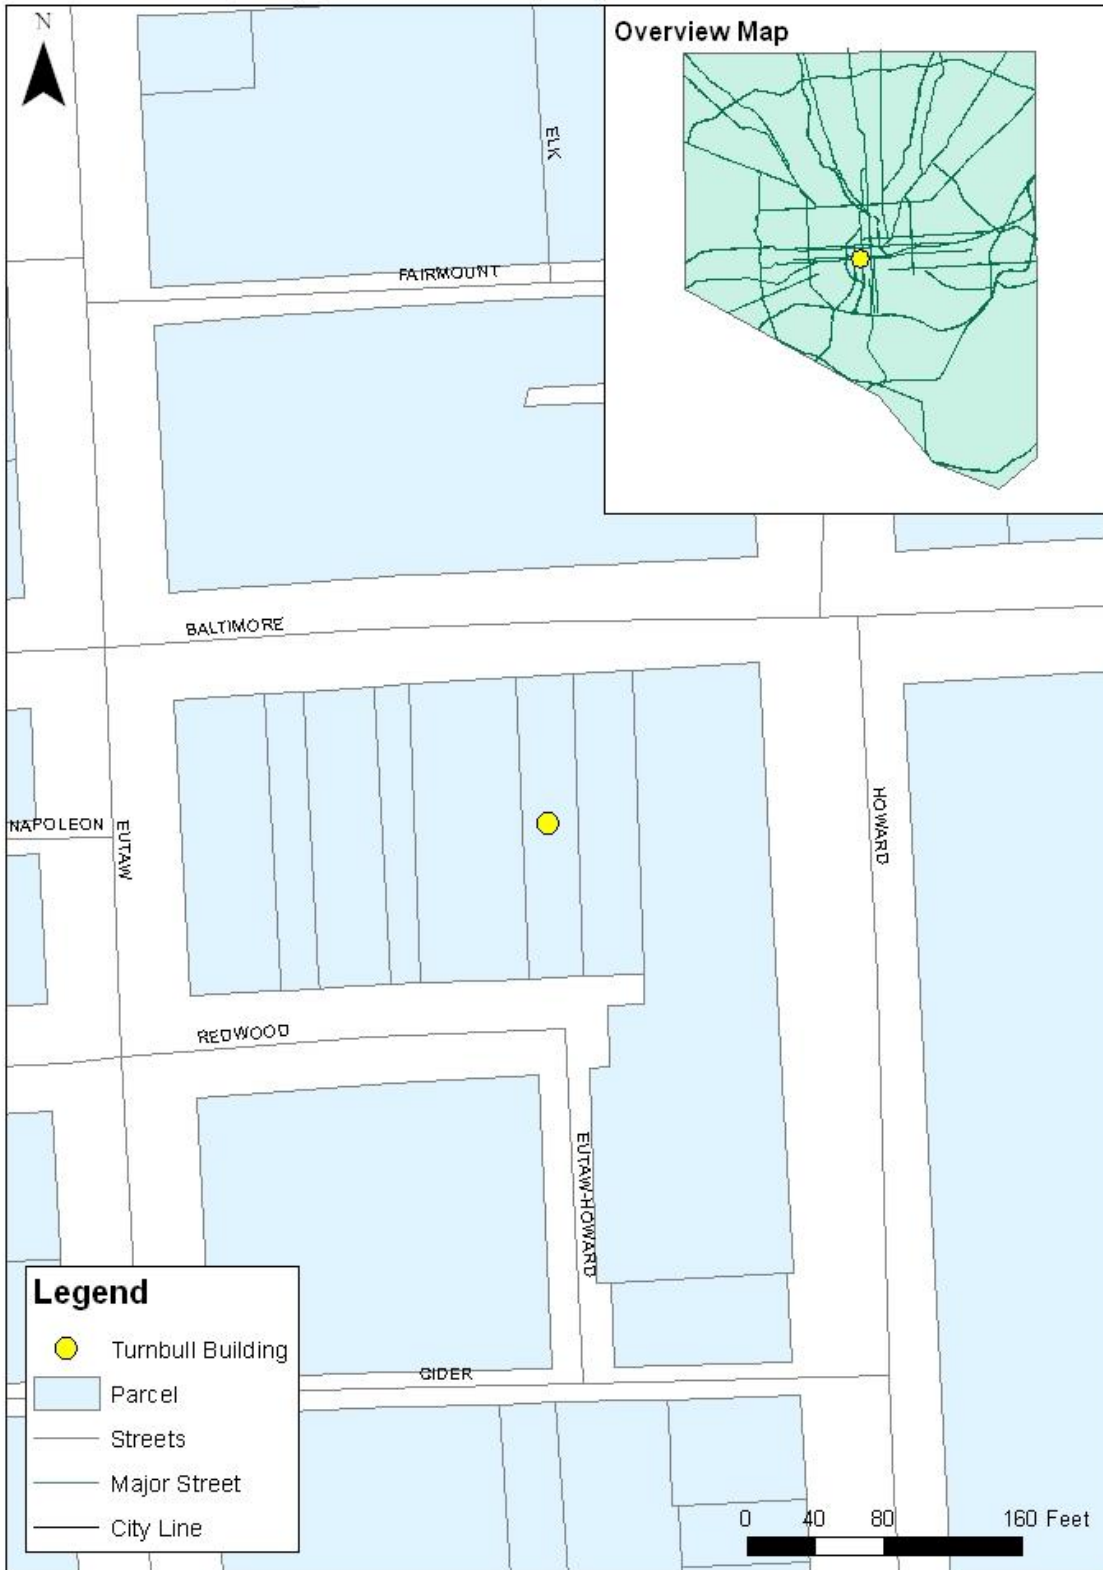 N
Overview Map
ELK
FAIRMOUNT
BALTIMORE
HOWARD
NAPOLEON
EUTAW
REDWOOD
EUTAW-HOWARD
CIDER
Legend
Turnbull Building
Parcel
Streets
Major Street
City Line
0 40 80 160 Feet